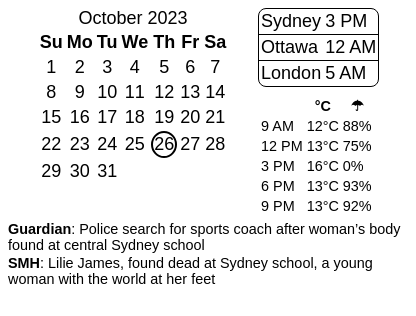 October 2023
Su Mo Tu We Th Fr Sa
1 2 3 4 5 6 7
8 9 10 11 12 13 14
15 16 17 18 19 20 21
22 23 24 25 26 27 28
29 30 31
Sydney 3 PM
Ottawa 12 AM
London 5 AM
°C ☂
9 AM 12°C 88%
12 PM 13°C 75%
3 PM 16°C 0%
6 PM 13°C 93%
9 PM 13°C 92%
Guardian: Police search for sports coach after woman’s body
found at central Sydney school
SMH: Lilie James, found dead at Sydney school, a young
woman with the world at her feet